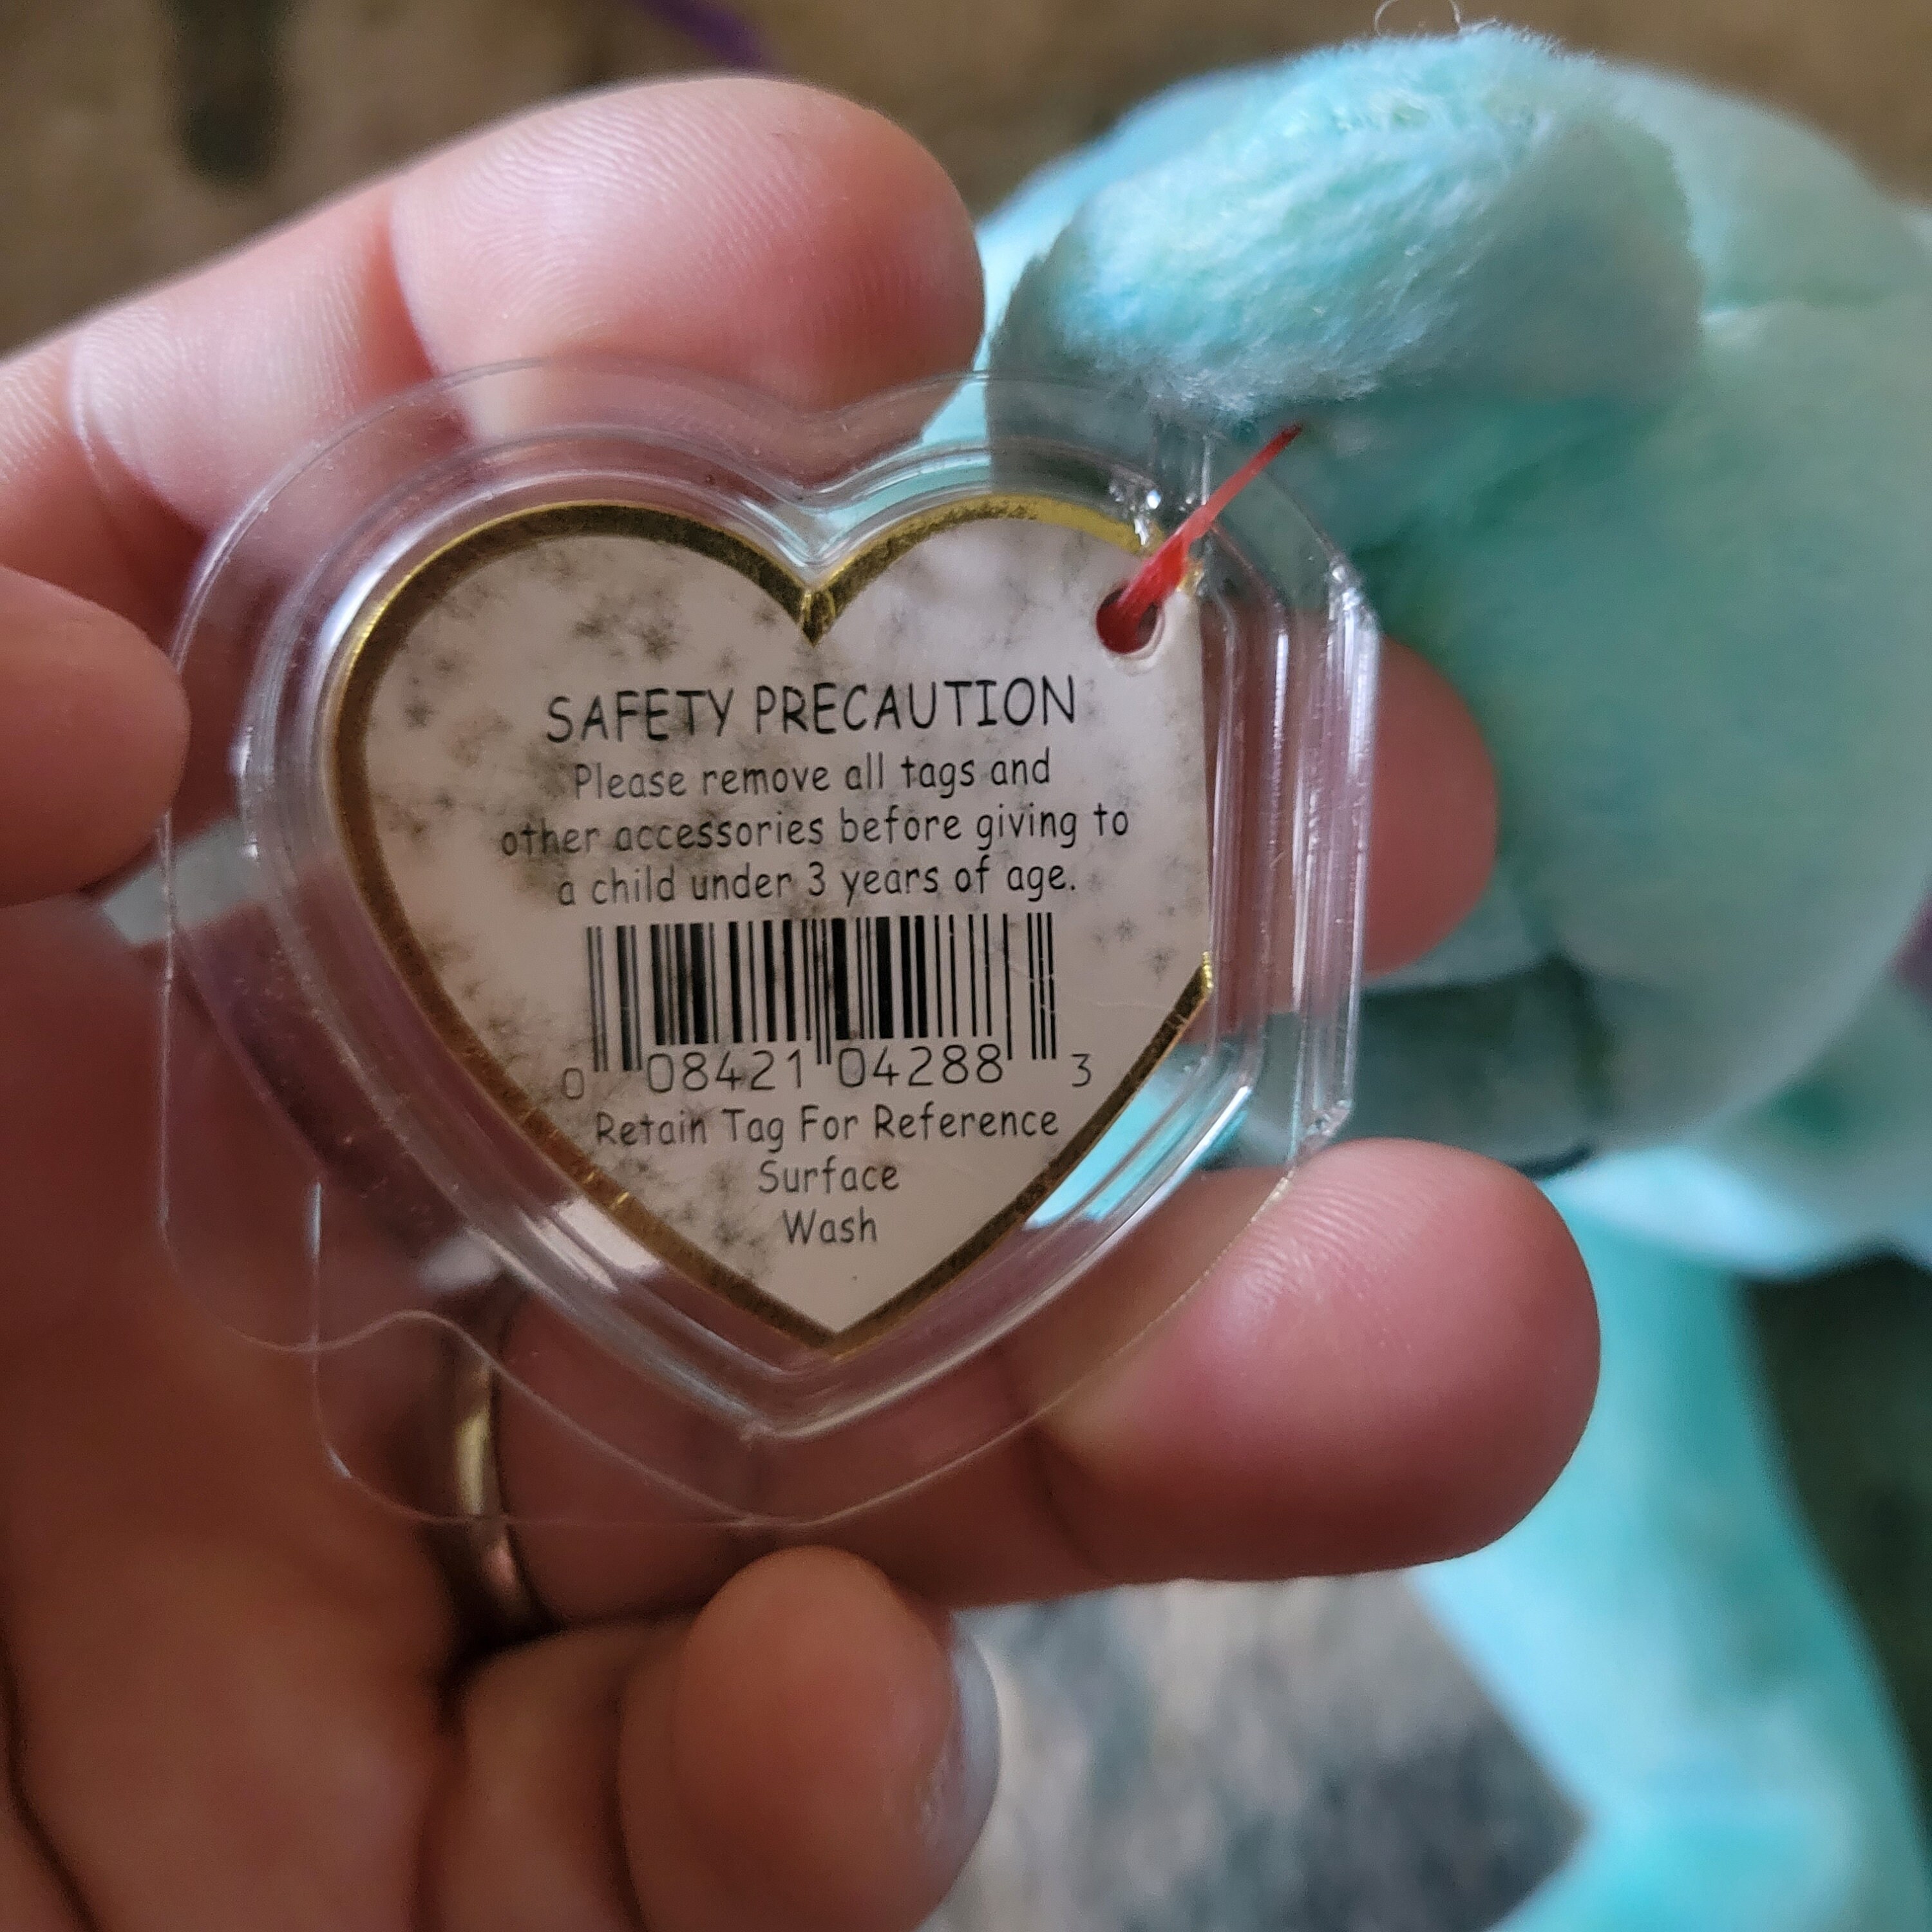 SAFETY PRECAUTION
Please remove all tags and
other accessories before giving to
a child under 3 years of age.
0 08421 04288 3
Retain Tag For Reference
Surface
Wash